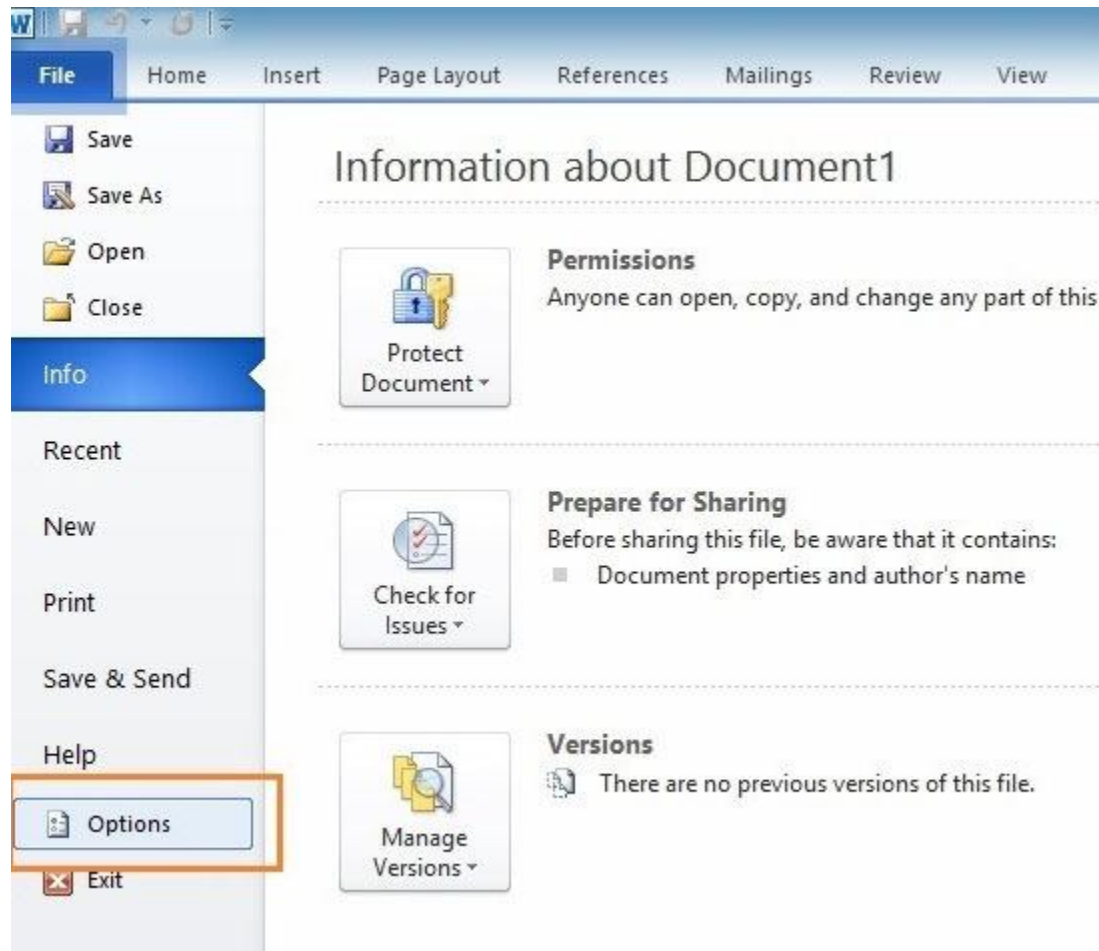 W
File Home Insert Page Layout References Mailings Review View
Save
Save As
Open
Close
Info
Recent
New
Print
Save & Send
Help
Options
Exit
Information about Document1
Protect
Document
Permissions
Anyone can open, copy, and change any part of this
Check for
Issues
Prepare for Sharing
Before sharing this file, be aware that it contains:
Document properties and author's name
Manage
Versions
Versions
There are no previous versions of this file.